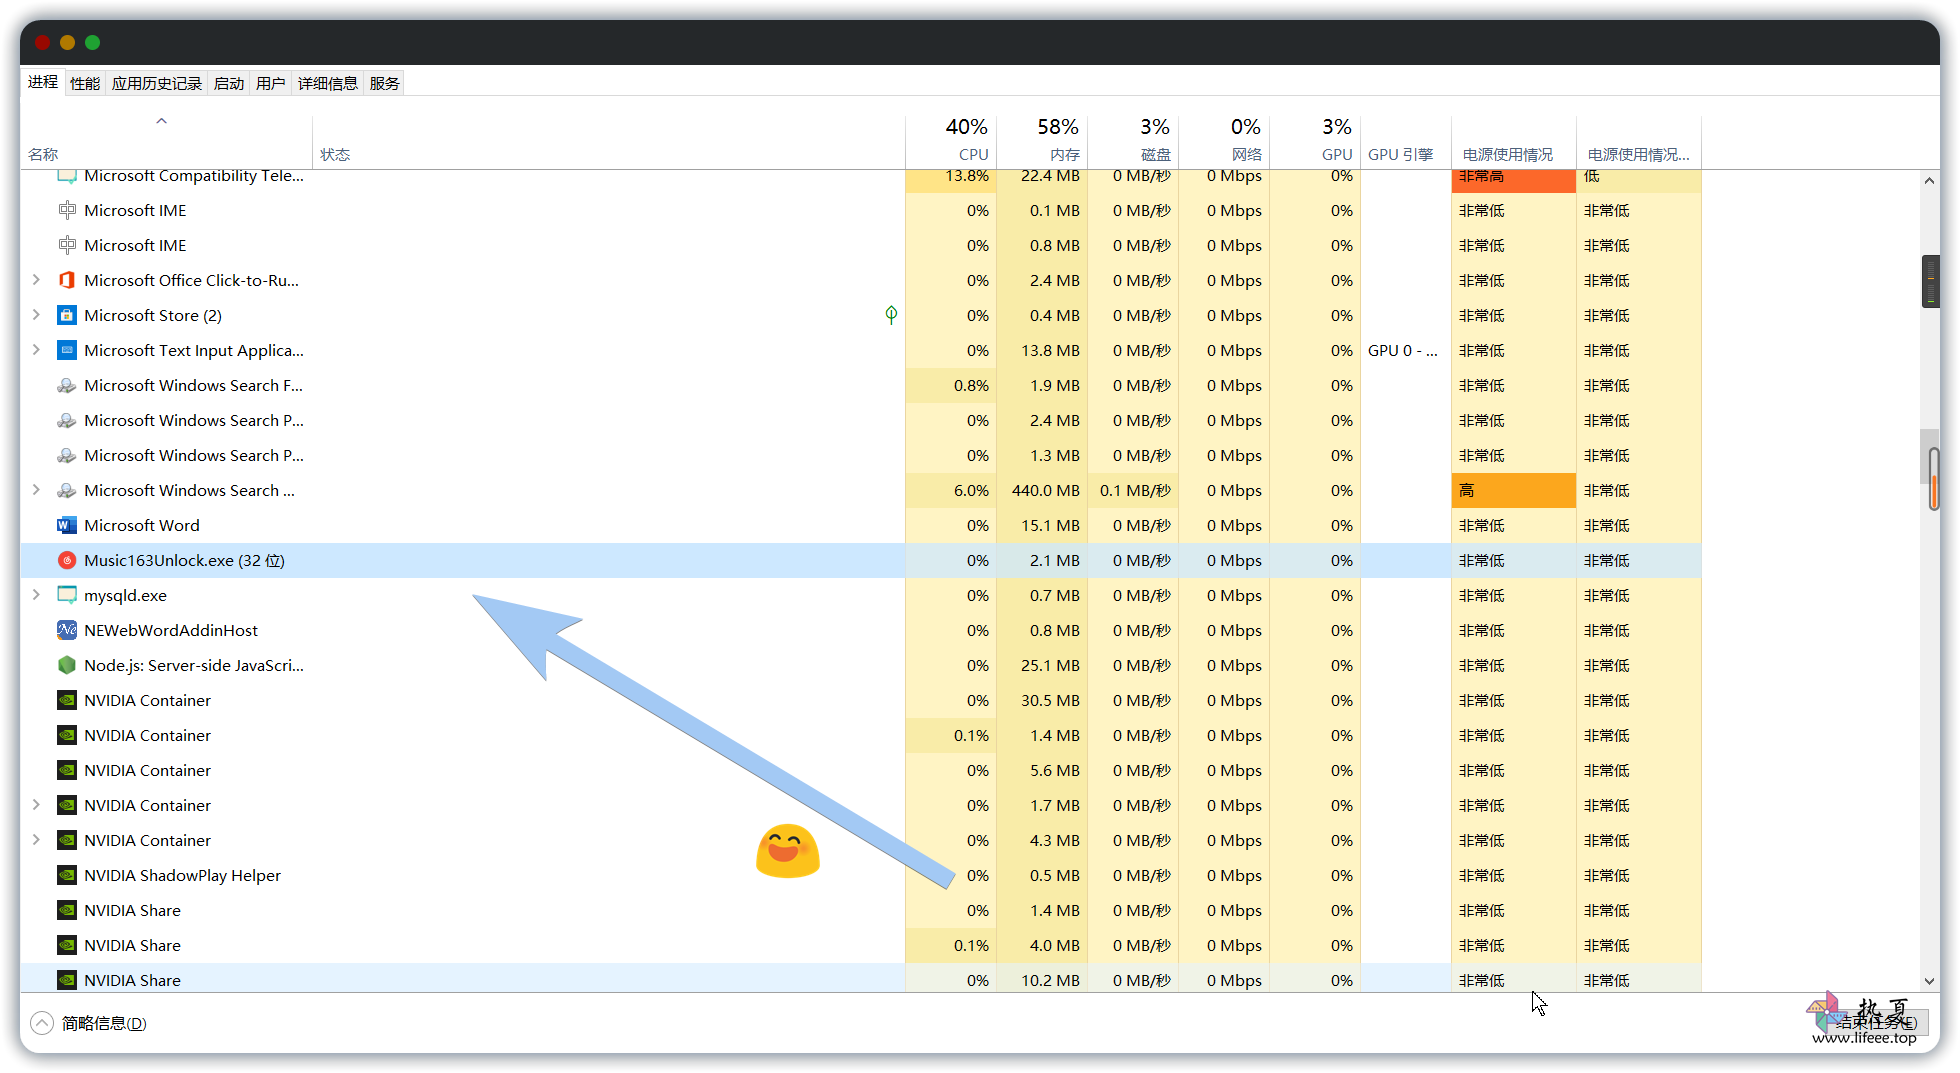 进程 性能 应用历史记录 启动 用户 详细信息 服务
40% 58% 3% 0% 3%
名称 状态 CPU 内存 磁盘 网络 GPU GPU 引擎 电源使用情况 电源使用情况...
Microsoft Compatibility Tele... 13.8% 22.4 MB 0 MB/秒 0 Mbps 0% 非常高 低
Microsoft IME 0% 0.1 MB 0 MB/秒 0 Mbps 0% 非常低 非常低
Microsoft IME 0% 0.8 MB 0 MB/秒 0 Mbps 0% 非常低 非常低
Microsoft Office Click-to-Ru... 0% 2.4 MB 0 MB/秒 0 Mbps 0% 非常低 非常低
Microsoft Store (2) 0% 0.4 MB 0 MB/秒 0 Mbps 0% 非常低 非常低
Microsoft Text Input Applica... 0% 13.8 MB 0 MB/秒 0 Mbps 0% GPU 0 - ... 非常低 非常低
Microsoft Windows Search F... 0.8% 1.9 MB 0 MB/秒 0 Mbps 0% 非常低 非常低
Microsoft Windows Search P... 0% 2.4 MB 0 MB/秒 0 Mbps 0% 非常低 非常低
Microsoft Windows Search P... 0% 1.3 MB 0 MB/秒 0 Mbps 0% 非常低 非常低
Microsoft Windows Search ... 6.0% 440.0 MB 0.1 MB/秒 0 Mbps 0% 高 非常低
Microsoft Word 0% 15.1 MB 0 MB/秒 0 Mbps 0% 非常低 非常低
Music163Unlock.exe (32 位) 0% 2.1 MB 0 MB/秒 0 Mbps 0% 非常低 非常低
mysqld.exe 0% 0.7 MB 0 MB/秒 0 Mbps 0% 非常低 非常低
NEWebWordAddinHost 0% 0.8 MB 0 MB/秒 0 Mbps 0% 非常低 非常低
Node.js: Server-side JavaScri... 0% 25.1 MB 0 MB/秒 0 Mbps 0% 非常低 非常低
NVIDIA Container 0% 30.5 MB 0 MB/秒 0 Mbps 0% 非常低 非常低
NVIDIA Container 0.1% 1.4 MB 0 MB/秒 0 Mbps 0% 非常低 非常低
NVIDIA Container 0% 5.6 MB 0 MB/秒 0 Mbps 0% 非常低 非常低
NVIDIA Container 0% 1.7 MB 0 MB/秒 0 Mbps 0% 非常低 非常低
NVIDIA Container 0% 4.3 MB 0 MB/秒 0 Mbps 0% 非常低 非常低
NVIDIA ShadowPlay Helper 0% 0.5 MB 0 MB/秒 0 Mbps 0% 非常低 非常低
NVIDIA Share 0% 1.4 MB 0 MB/秒 0 Mbps 0% 非常低 非常低
NVIDIA Share 0.1% 4.0 MB 0 MB/秒 0 Mbps 0% 非常低 非常低
NVIDIA Share 0% 10.2 MB 0 MB/秒 0 Mbps 0% 非常低 非常低
执夏
简略信息(D) 结束任务(E)
www.lifeee.top